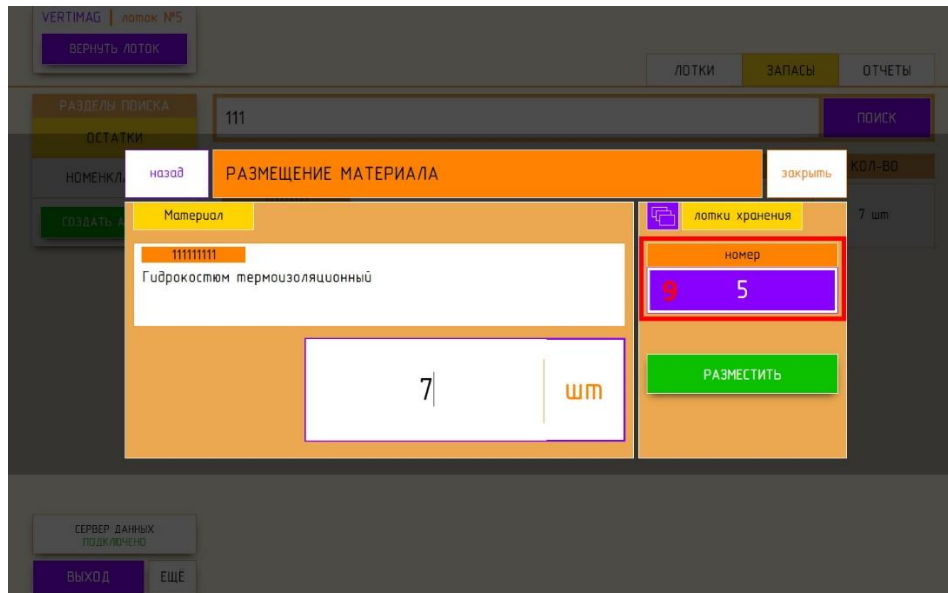 VERTIMAG | лоток №5
ВЕРНУТЬ ЛОТОК
ЛОТКИ ЗАПАСЫ ОТЧЕТЫ
РАЗДЕЛЫ ПОИСКА
111 ПОИСК
ОСТАТКИ
назад РАЗМЕЩЕНИЕ МАТЕРИАЛА закрыть КОЛ-ВО
НОМЕНКЛ
Материал лотки хранения 7 шт
СОЗДАТЬ А
111111111 номер
Гидрокостюм термоизоляционный
9 5
РАЗМЕСТИТЬ
7 шт
СЕРВЕР ДАННЫХ
ПОДКЛЮЧЕНО
ВЫХОД ЕЩЁ